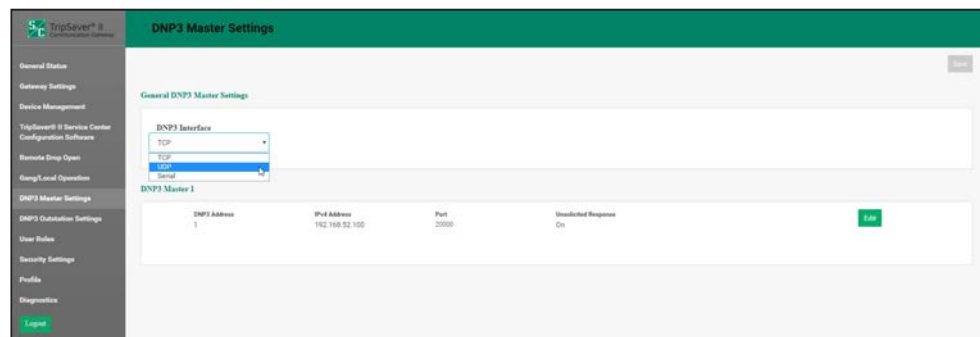 S&C TripSaver® II
Communication Gateway
DNP3 Master Settings
General Status
Gateway Settings
Device Management
TripSaver® II Service Center
Configuration Software
Remote Drop Open
Gang/Local Operation
DNP3 Master Settings
DNP3 Outstation Settings
User Roles
Security Settings
Profile
Diagnostics
Logout
Save
General DNP3 Master Settings
DNP3 Interface
TCP
TCP
UDP
Serial
DNP3 Master 1
DNP3 Address IPv4 Address Port Unsolicited Response
1 192.168.52.100 20000 On
Edit